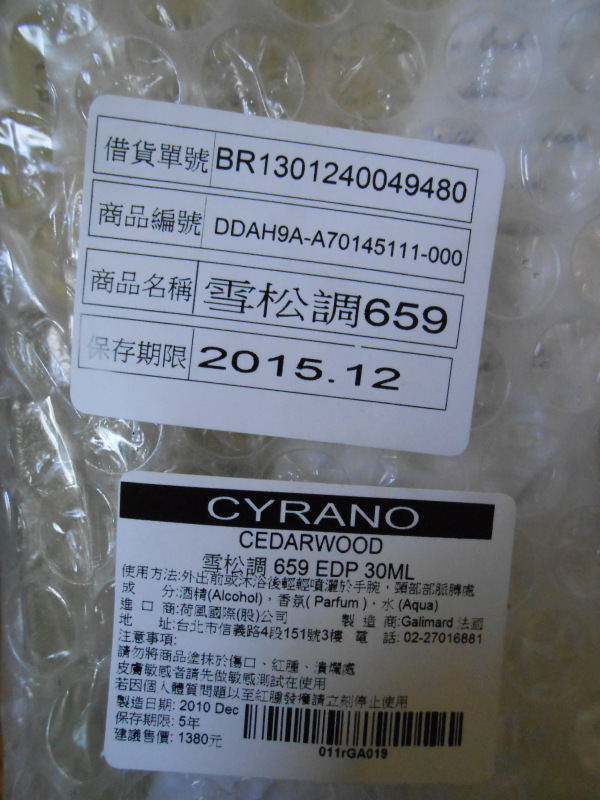 借貨單號 BR1301240049480
商品編號 DDAH9A-A70145111-000
商品名稱 雪松調659
保存期限 2015.12
CYRANO
CEDARWOOD
雪松調 659 EDP 30ML
使用方法:外出前或沐浴後輕輕噴灑於手腕，頸部部脈膊處
成 分:酒精(Alcohol)，香氛( Parfum )，水 (Aqua)
進 口 商:荷風國際(股)公司 製 造 商:Galimard 法國
地 址:台北市信義路4段151號3樓 電 話: 02-27016881
注意事項:
請勿將商品塗抹於傷口、紅腫、潰爛處
皮膚敏感者請先做敏感測試在使用
若因個人體質問題以至紅腫發癢請立刻停止使用
製造日期: 2010 Dec
保存期限: 5年
建議售價: 1380元
011rGA019